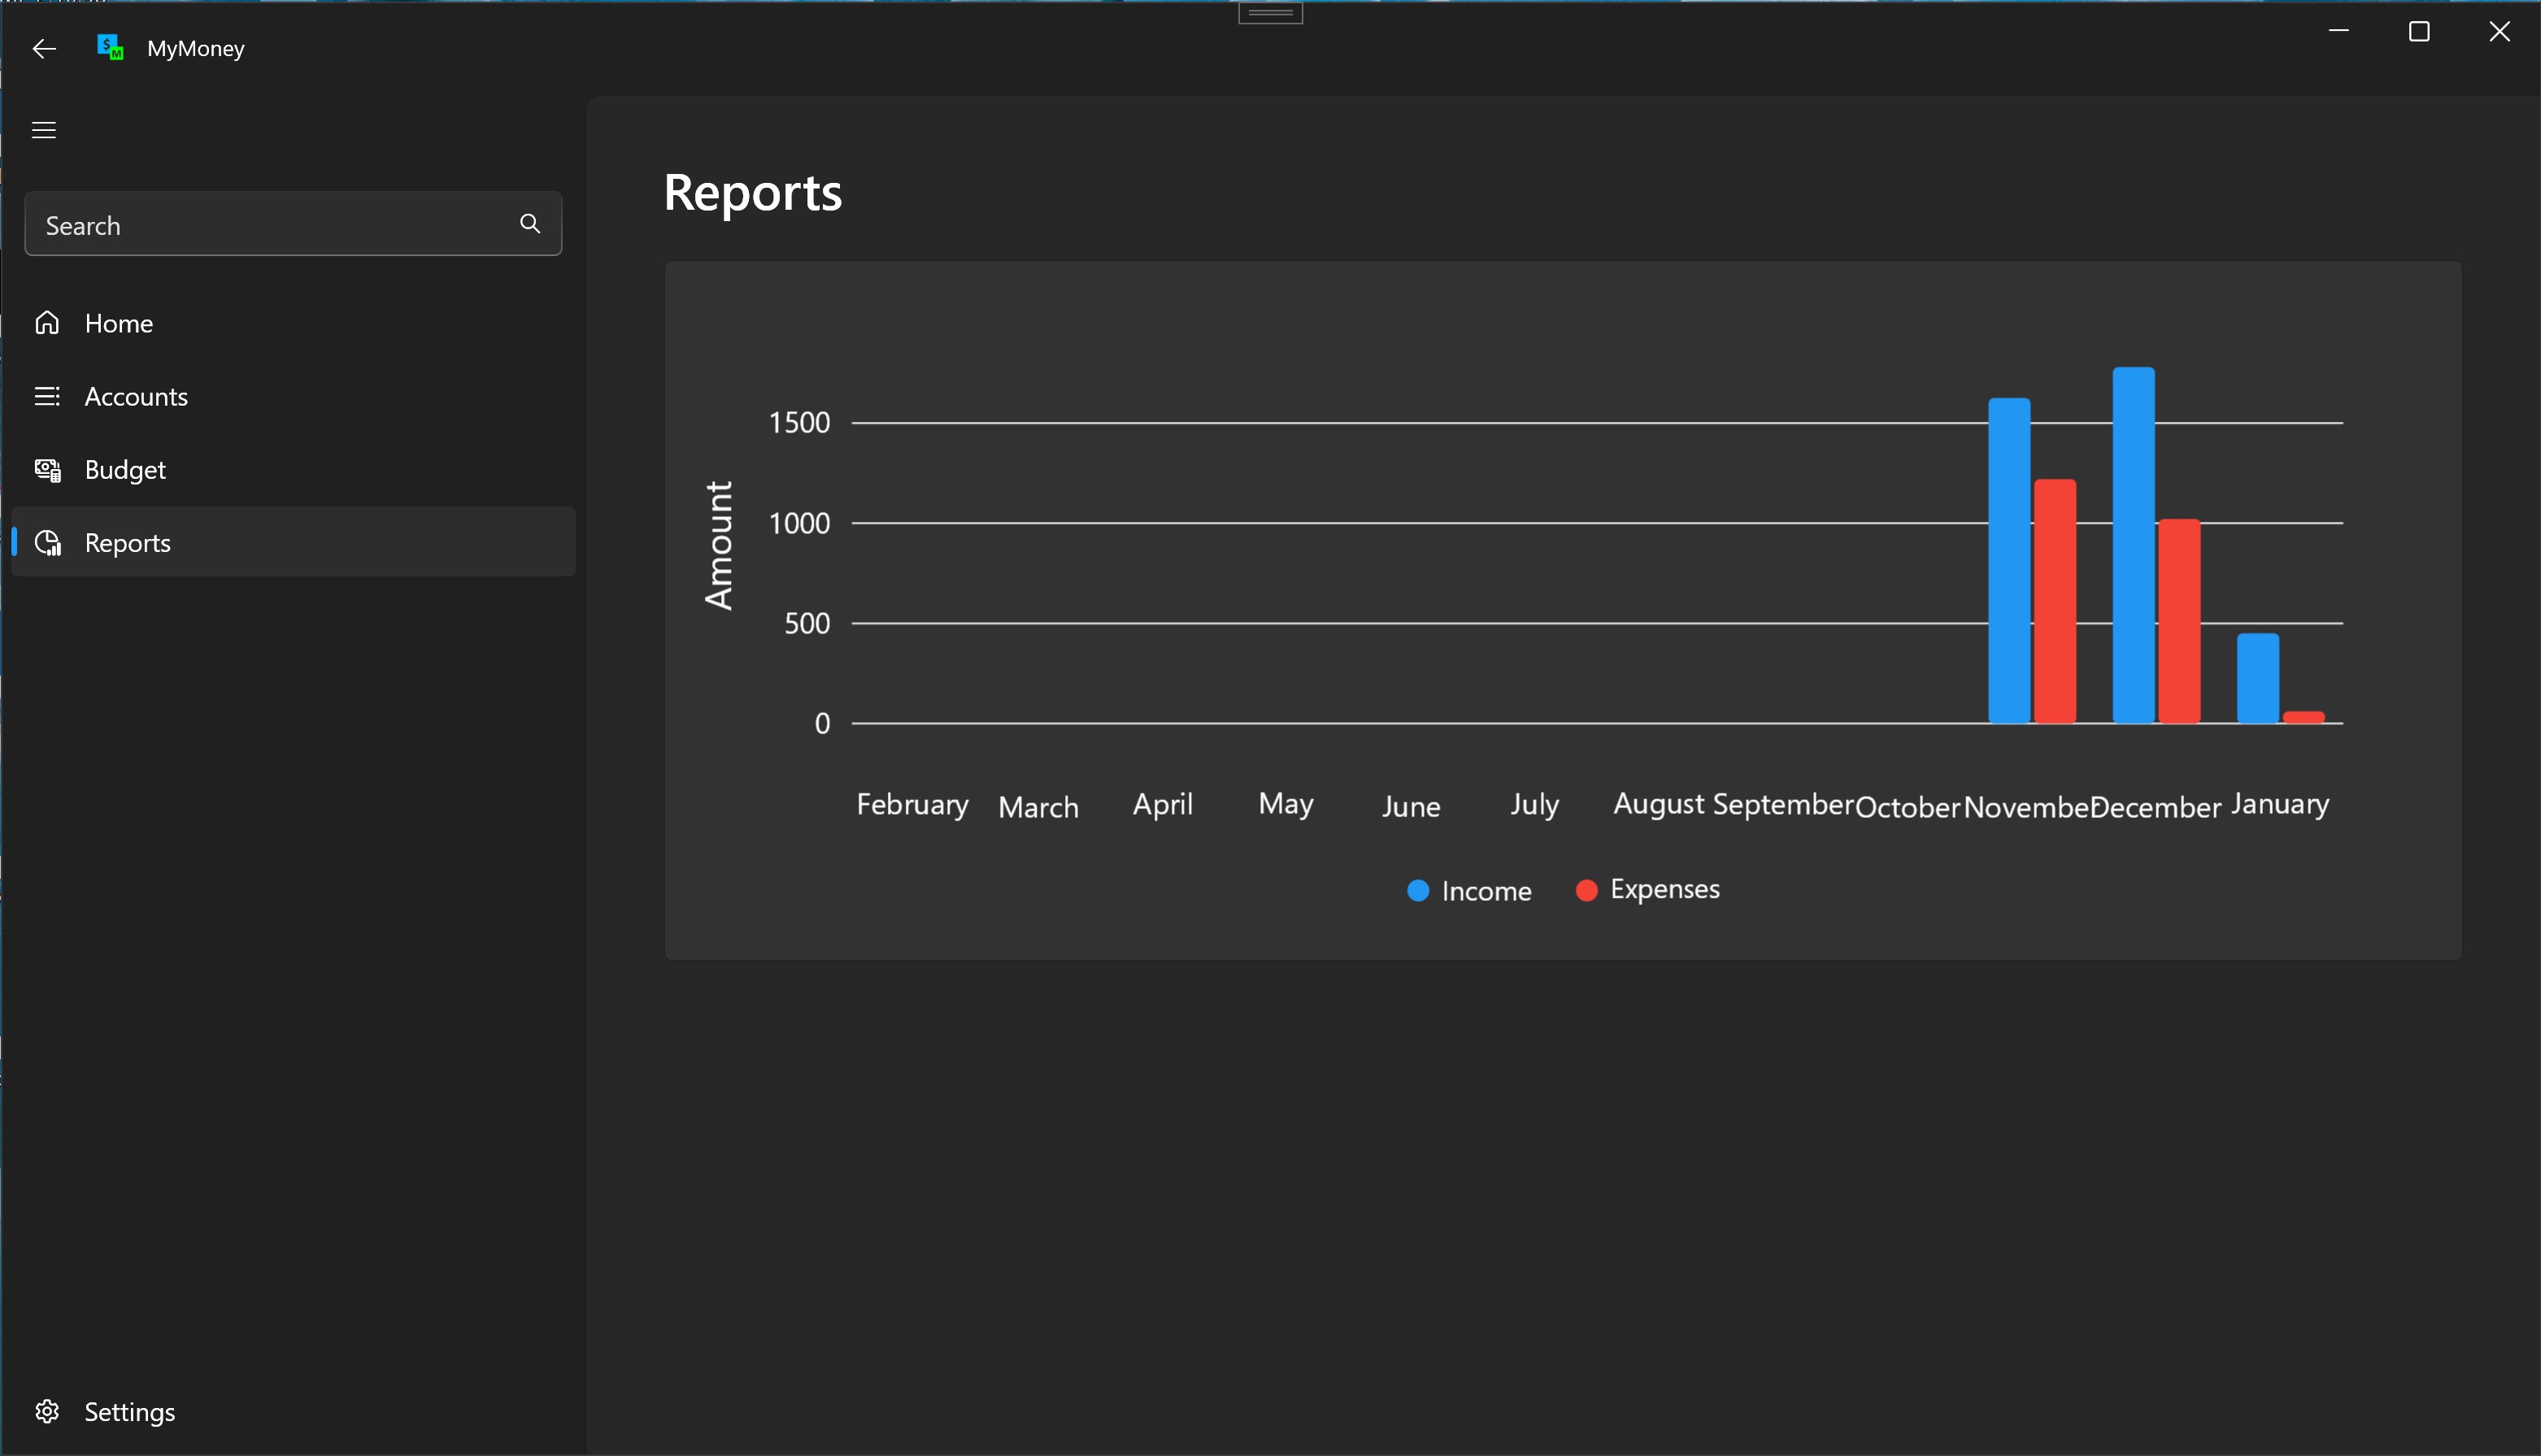 MyMoney
Search
Home
Accounts
Budget
Reports
Settings
Reports
Amount
1500
1000
500
0
February March April May June July August September October Novembe December January
Income Expenses